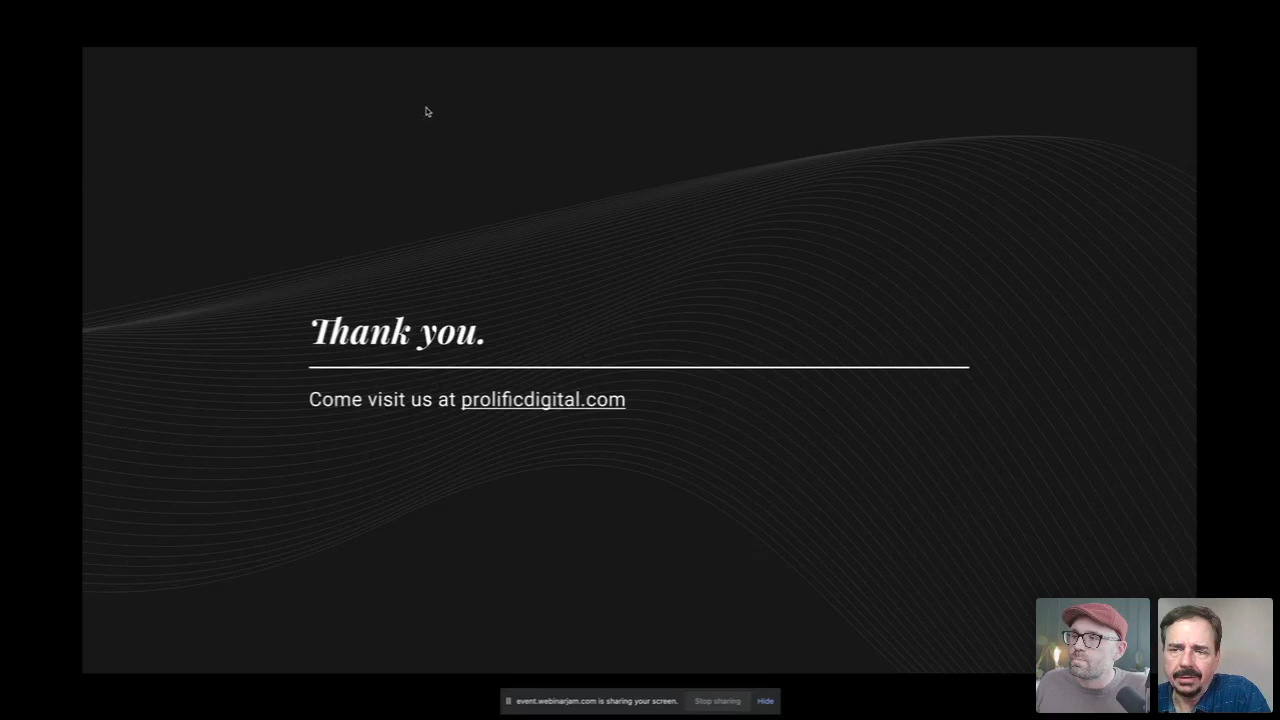 Thank you.
Come visit us at prolificdigital.com
event.webinarjam.com is sharing your screen. Stop sharing Hide